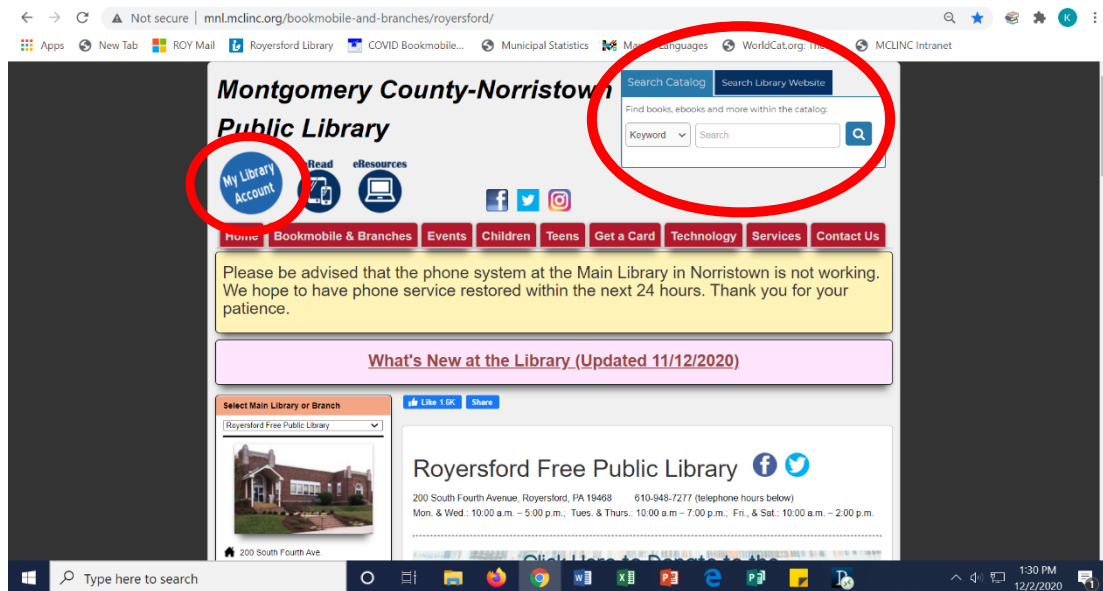 Not secure | mnl.mclinc.org/bookmobile-and-branches/royersford/
K
Apps New Tab ROY Mail Royersford Library COVID Bookmobile... Municipal Statistics Languages WorldCat.org: MCLINC Intranet
Montgomery County-Norristown
Public Library
Search Catalog Search Library Website
Find books, ebooks and more within the catalog:
Keyword Search
My Library
Account
eResources
Home Bookmobile & Branches Events Children Teens Get a Card Technology Services Contact Us
Please be advised that the phone system at the Main Library in Norristown is not working.
We hope to have phone service restored within the next 24 hours. Thank you for your
patience.
What's New at the Library (Updated 11/12/2020)
Select Main Library or Branch
Royersford Free Public Library
Like 1.6K Share
Royersford Free Public Library
200 South Fourth Avenue, Royersford, PA 19468 610-948-7277 (telephone hours below)
Mon. & Wed.: 10:00 a.m. – 5:00 p.m.; Tues. & Thurs.: 10:00 a.m – 7:00 p.m.; Fri., & Sat.: 10:00 a.m. – 2:00 p.m.
200 South Fourth Ave.
Click Here to Donate to the
Type here to search
1:30 PM
12/2/2020
1